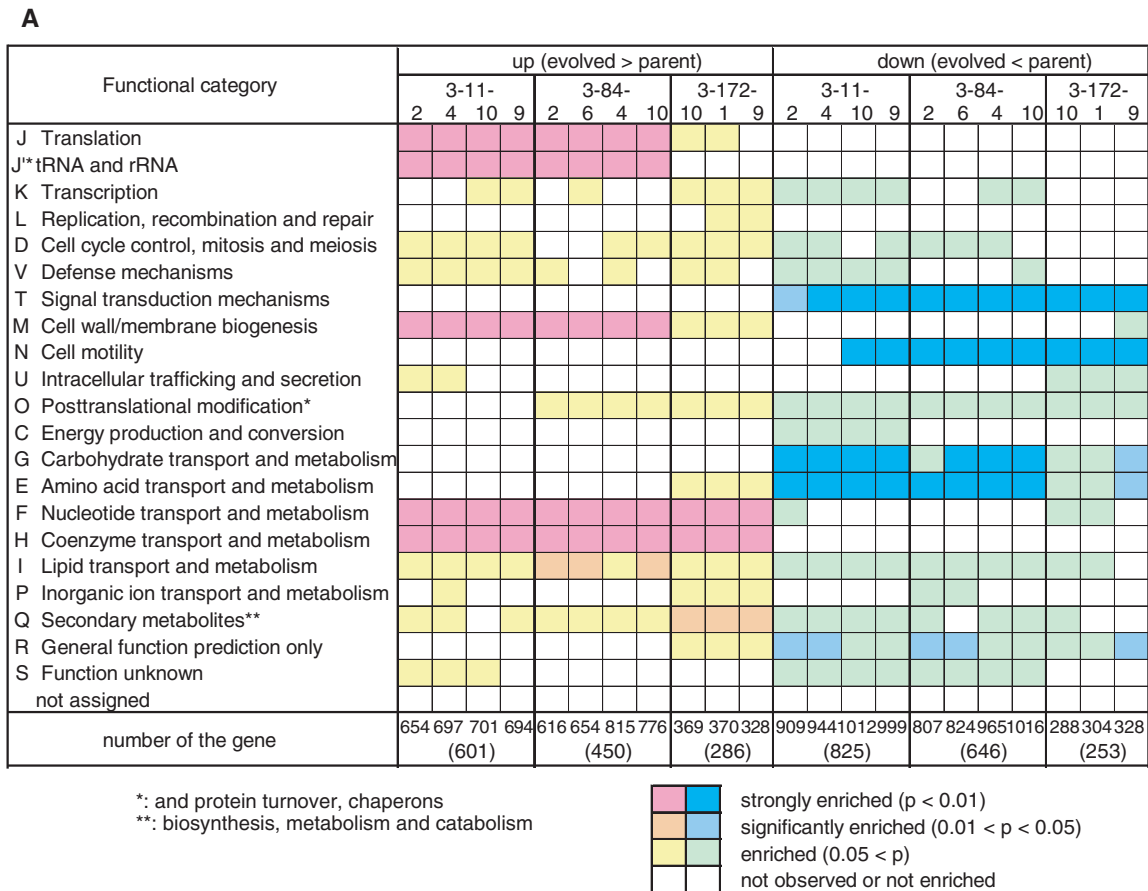 A
Functional category
up (evolved > parent)
down (evolved < parent)
3-11-
3-84-
3-172-
3-11-
3-84-
3-172-
2 4 10 9 2 6 4 10 10 1 9 2 4 10 9 2 6 4 10 10 1 9
J Translation
J'* tRNA and rRNA
K Transcription
L Replication, recombination and repair
D Cell cycle control, mitosis and meiosis
V Defense mechanisms
T Signal transduction mechanisms
M Cell wall/membrane biogenesis
N Cell motility
U Intracellular trafficking and secretion
O Posttranslational modification*
C Energy production and conversion
G Carbohydrate transport and metabolism
E Amino acid transport and metabolism
F Nucleotide transport and metabolism
H Coenzyme transport and metabolism
I Lipid transport and metabolism
P Inorganic ion transport and metabolism
Q Secondary metabolites**
R General function prediction only
S Function unknown
not assigned
number of the gene
654 697 701 694 616 654 815 776 369 370 328 909 944 1012 999 807 824 965 1016 288 304 328
(601) (450) (286) (825) (646) (253)
*: and protein turnover, chaperons
**: biosynthesis, metabolism and catabolism
strongly enriched (p < 0.01)
significantly enriched (0.01 < p < 0.05)
enriched (0.05 < p)
not observed or not enriched